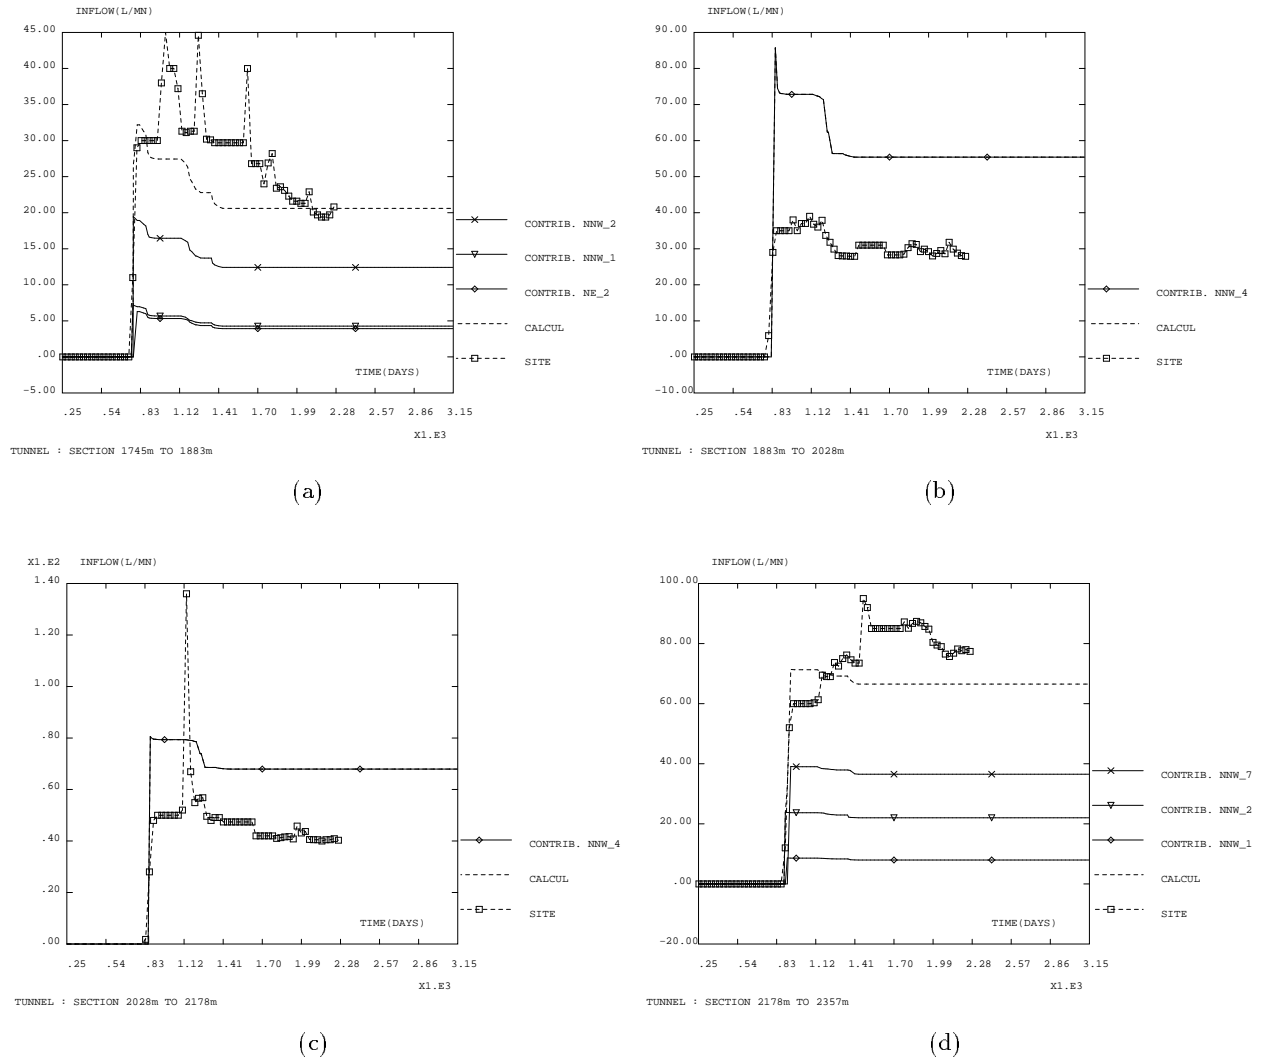 INFLOW(L/MN)
45.00
40.00
35.00
30.00
25.00
20.00
15.00
10.00
5.00
.00
-5.00
CONTRIB. NNW_2
CONTRIB. NNW_1
CONTRIB. NE_2
CALCUL
SITE
TIME(DAYS)
.25 .54 .83 1.12 1.41 1.70 1.99 2.28 2.57 2.86 3.15
X1.E3
TUNNEL : SECTION 1745m TO 1883m
(a)
INFLOW(L/MN)
90.00
80.00
70.00
60.00
50.00
40.00
30.00
20.00
10.00
.00
-10.00
CONTRIB. NNW_4
CALCUL
SITE
TIME(DAYS)
.25 .54 .83 1.12 1.41 1.70 1.99 2.28 2.57 2.86 3.15
X1.E3
TUNNEL : SECTION 1883m TO 2028m
(b)
X1.E2 INFLOW(L/MN)
1.40
1.20
1.00
.80
.60
.40
.20
.00
CONTRIB. NNW_4
CALCUL
SITE
TIME(DAYS)
.25 .54 .83 1.12 1.41 1.70 1.99 2.28 2.57 2.86 3.15
X1.E3
TUNNEL : SECTION 2028m TO 2178m
(c)
INFLOW(L/MN)
100.00
80.00
60.00
40.00
20.00
.00
-20.00
CONTRIB. NNW_7
CONTRIB. NNW_2
CONTRIB. NNW_1
CALCUL
SITE
TIME(DAYS)
.25 .54 .83 1.12 1.41 1.70 1.99 2.28 2.57 2.86 3.15
X1.E3
TUNNEL : SECTION 2178m TO 2357m
(d)